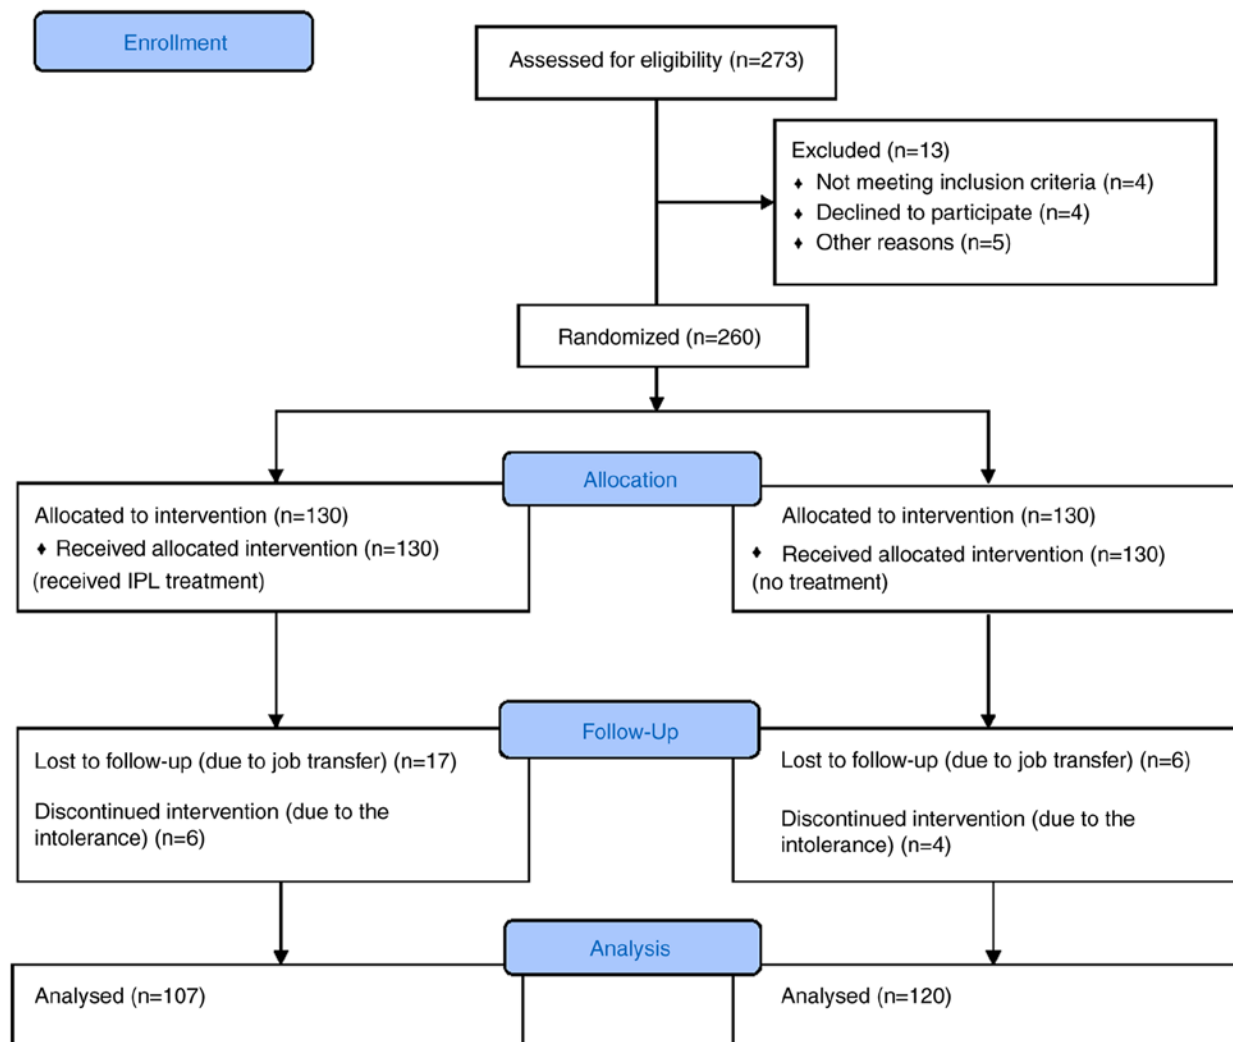 Enrollment
Assessed for eligibility (n=273)
Excluded (n=13)
♦ Not meeting inclusion criteria (n=4)
♦ Declined to participate (n=4)
♦ Other reasons (n=5)
Randomized (n=260)
Allocation
Allocated to intervention (n=130)
♦ Received allocated intervention (n=130)
(received IPL treatment)
Allocated to intervention (n=130)
♦ Received allocated intervention (n=130)
(no treatment)
Follow-Up
Lost to follow-up (due to job transfer) (n=17)
Discontinued intervention (due to the
intolerance) (n=6)
Lost to follow-up (due to job transfer) (n=6)
Discontinued intervention (due to the
intolerance) (n=4)
Analysis
Analysed (n=107)
Analysed (n=120)